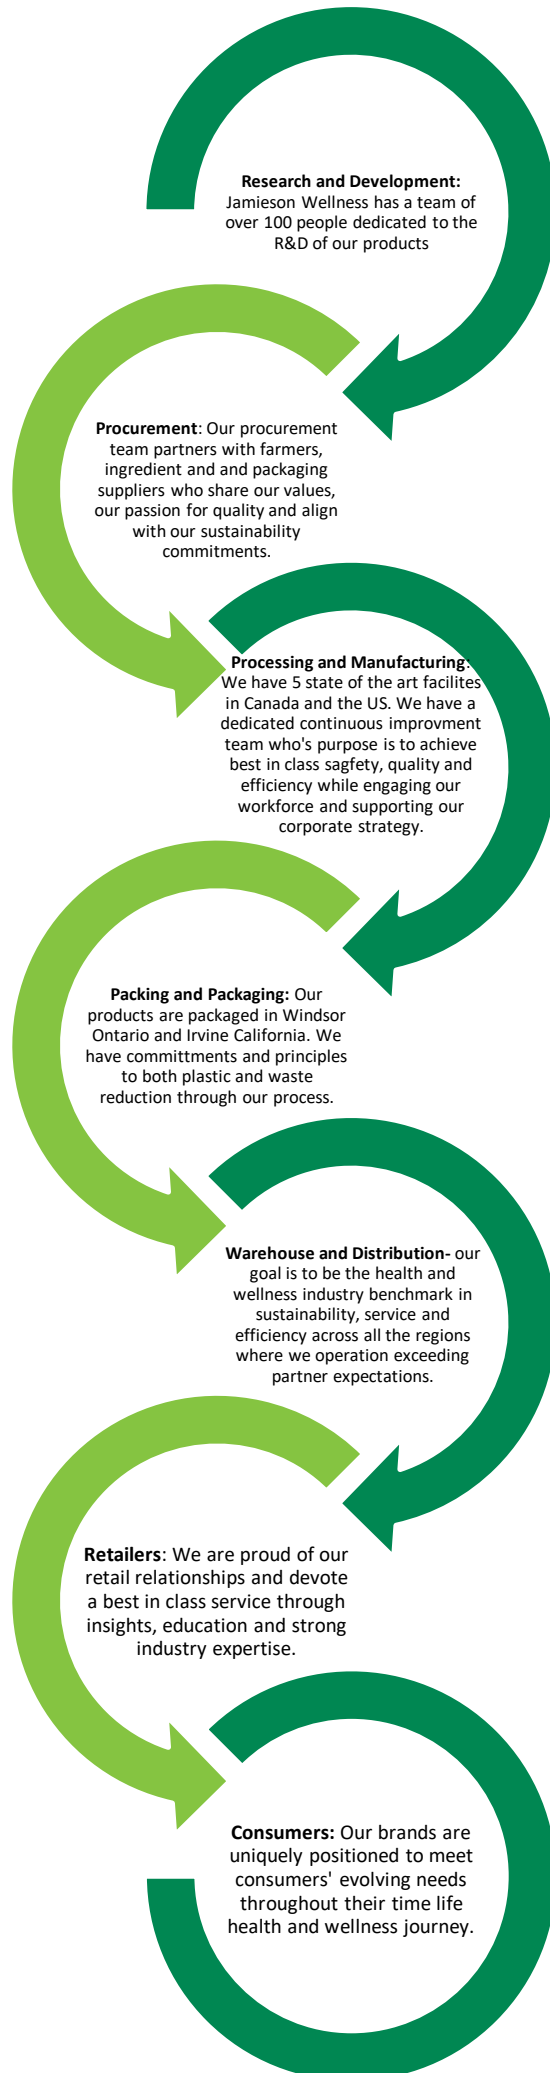 Research and Development:
Jamieson Wellness has a team of
over 100 people dedicated to the
R&D of our products
Procurement: Our procurement
team partners with farmers,
ingredient and and packaging
suppliers who share our values,
our passion for quality and align
with our sustainability
commitments.
Processing and Manufacturing:
We have 5 state of the art facilites
in Canada and the US. We have a
dedicated continuous improvment
team who's purpose is to achieve
best in class sagfety, quality and
efficiency while engaging our
workforce and supporting our
corporate strategy.
Packing and Packaging: Our
products are packaged in Windsor
Ontario and Irvine California. We
have committments and principles
to both plastic and waste
reduction through our process.
Warehouse and Distribution- our
goal is to be the health and
wellness industry benchmark in
sustainability, service and
efficiency across all the regions
where we operation exceeding
partner expectations.
Retailers: We are proud of our
retail relationships and devote
a best in class service through
insights, education and strong
industry expertise.
Consumers: Our brands are
uniquely positioned to meet
consumers' evolving needs
throughout their time life
health and wellness journey.